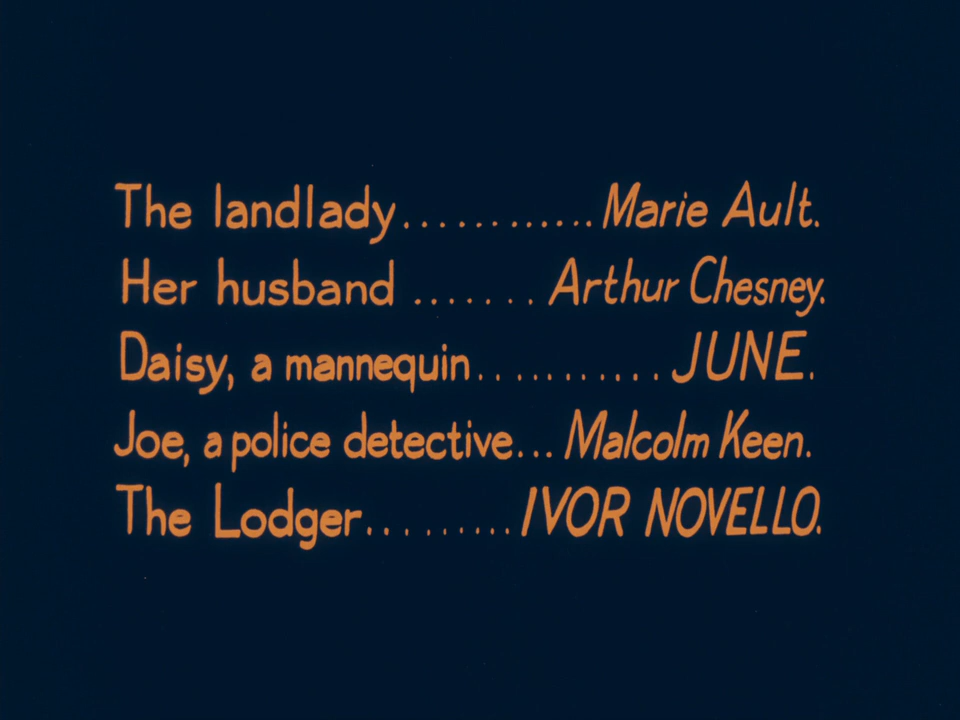 The landlady............Marie Ault.
Her husband .......Arthur Chesney.
Daisy, a mannequin...........JUNE.
Joe, a police detective...Malcolm Keen.
The Lodger.........IVOR NOVELLO.